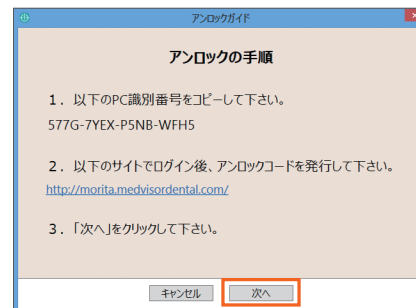 アンロックガイド
アンロックの手順
1. 以下のPC識別番号をコピーして下さい。
577G-7YEX-P5NB-WFH5
2. 以下のサイトでログイン後、アンロックコードを発行して下さい。
http://morita.medvisordental.com/
3. 「次へ」をクリックして下さい。
キャンセル 次へ